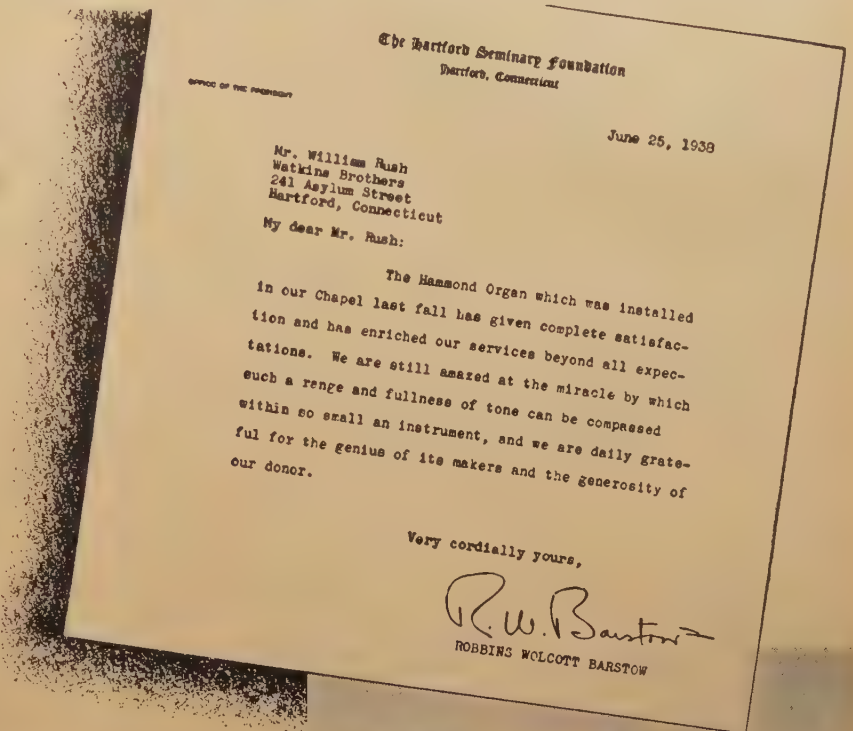 The Hartford Seminary Foundation
Hartford, Connecticut
OFFICE OF THE PRESIDENT
June 25, 1938
Mr. William Rush
Watkins Brothers
241 Asylum Street
Hartford, Connecticut
My dear Mr. Rush:
The Hammond Organ which was installed
in our Chapel last fall has given complete satisfac-
tion and has enriched our services beyond all expec-
tations. We are still amazed at the miracle by which
such a renge and fullness of tone can be compassed
within so small an instrument, and we are daily grate-
ful for the genius of its makers and the generosity of
our donor.
Very cordially yours,
R. W. Barstow
ROBBINS WOLCOTT BARSTOW